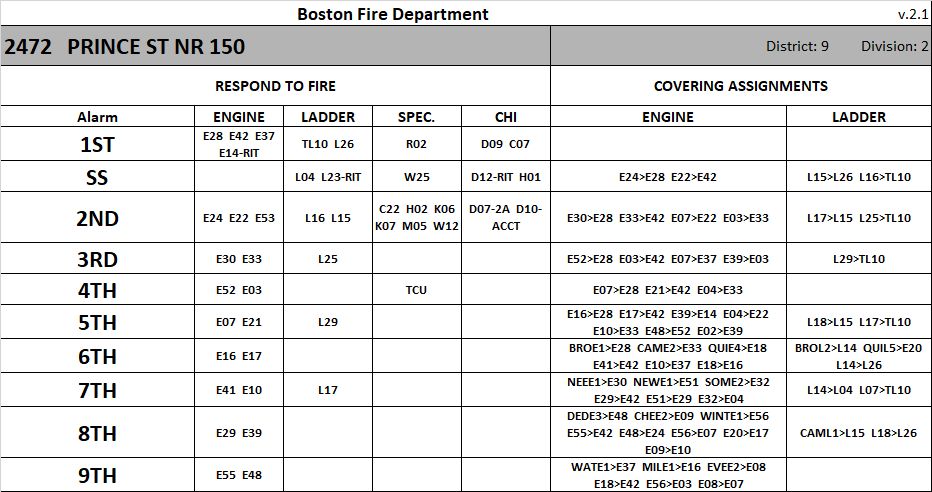 Boston Fire Department v.2.1
2472 PRINCE ST NR 150 District: 9 Division: 2
RESPOND TO FIRE COVERING ASSIGNMENTS
Alarm ENGINE LADDER SPEC. CHI ENGINE LADDER
1ST E28 E42 E37 E14-RIT TL10 L26 R02 D09 C07
SS L04 L23-RIT W25 D12-RIT H01 E24>E28 E22>E42 L15>L26 L16>TL10
2ND E24 E22 E53 L16 L15 C22 H02 K06 K07 M05 W12 D07-2A D10-ACCT E30>E28 E33>E42 E07>E22 E03>E33 L17>L15 L25>TL10
3RD E30 E33 L25 E52>E28 E03>E42 E07>E37 E39>E03 L29>TL10
4TH E52 E03 TCU E07>E28 E21>E42 E04>E33
5TH E07 E21 L29 E16>E28 E17>E42 E39>E14 E04>E22 E10>E33 E48>E52 E02>E39 L18>L15 L17>TL10
6TH E16 E17 BROE1>E28 CAME2>E33 QUIE4>E18 E41>E42 E10>E37 E18>E16 BROL2>L14 QUIL5>E20 L14>L26
7TH E41 E10 L17 NEEE1>E30 NEWE1>E51 SOME2>E32 E29>E42 E51>E29 E32>E04 L14>L04 L07>TL10
8TH E29 E39 DEDE3>E48 CHEE2>E09 WINTE1>E56 E55>E42 E48>E24 E56>E07 E20>E17 E09>E10 CAML1>L15 L18>L26
9TH E55 E48 WATE1>E37 MILE1>E16 EVEE2>E08 E18>E42 E56>E03 E08>E07